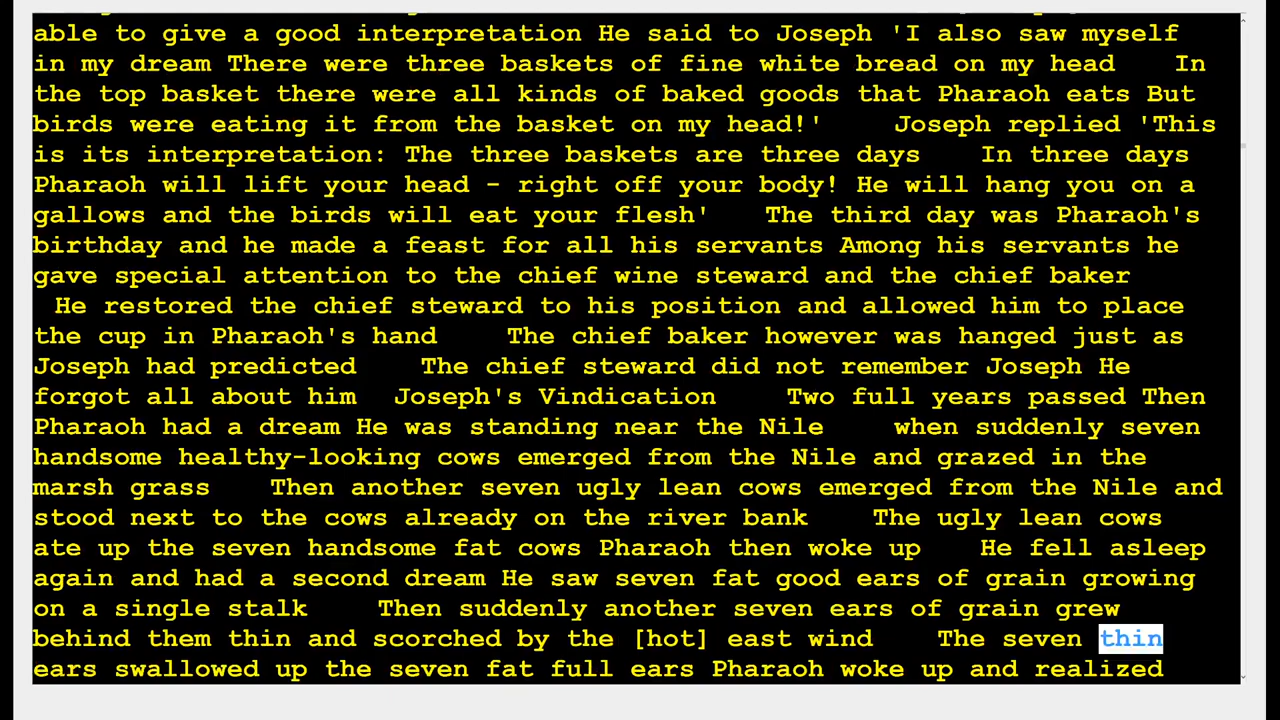 able to give a good interpretation He said to Joseph 'I also saw myself
in my dream There were three baskets of fine white bread on my head In
the top basket there were all kinds of baked goods that Pharaoh eats But
birds were eating it from the basket on my head!' Joseph replied 'This
is its interpretation: The three baskets are three days In three days
Pharaoh will lift your head - right off your body! He will hang you on a
gallows and the birds will eat your flesh' The third day was Pharaoh's
birthday and he made a feast for all his servants Among his servants he
gave special attention to the chief wine steward and the chief baker
He restored the chief steward to his position and allowed him to place
the cup in Pharaoh's hand The chief baker however was hanged just as
Joseph had predicted The chief steward did not remember Joseph He
forgot all about him Joseph's Vindication Two full years passed Then
Pharaoh had a dream He was standing near the Nile when suddenly seven
handsome healthy-looking cows emerged from the Nile and grazed in the
marsh grass Then another seven ugly lean cows emerged from the Nile and
stood next to the cows already on the river bank The ugly lean cows
ate up the seven handsome fat cows Pharaoh then woke up He fell asleep
again and had a second dream He saw seven fat good ears of grain growing
on a single stalk Then suddenly another seven ears of grain grew
behind them thin and scorched by the [hot] east wind The seven thin
ears swallowed up the seven fat full ears Pharaoh woke up and realized